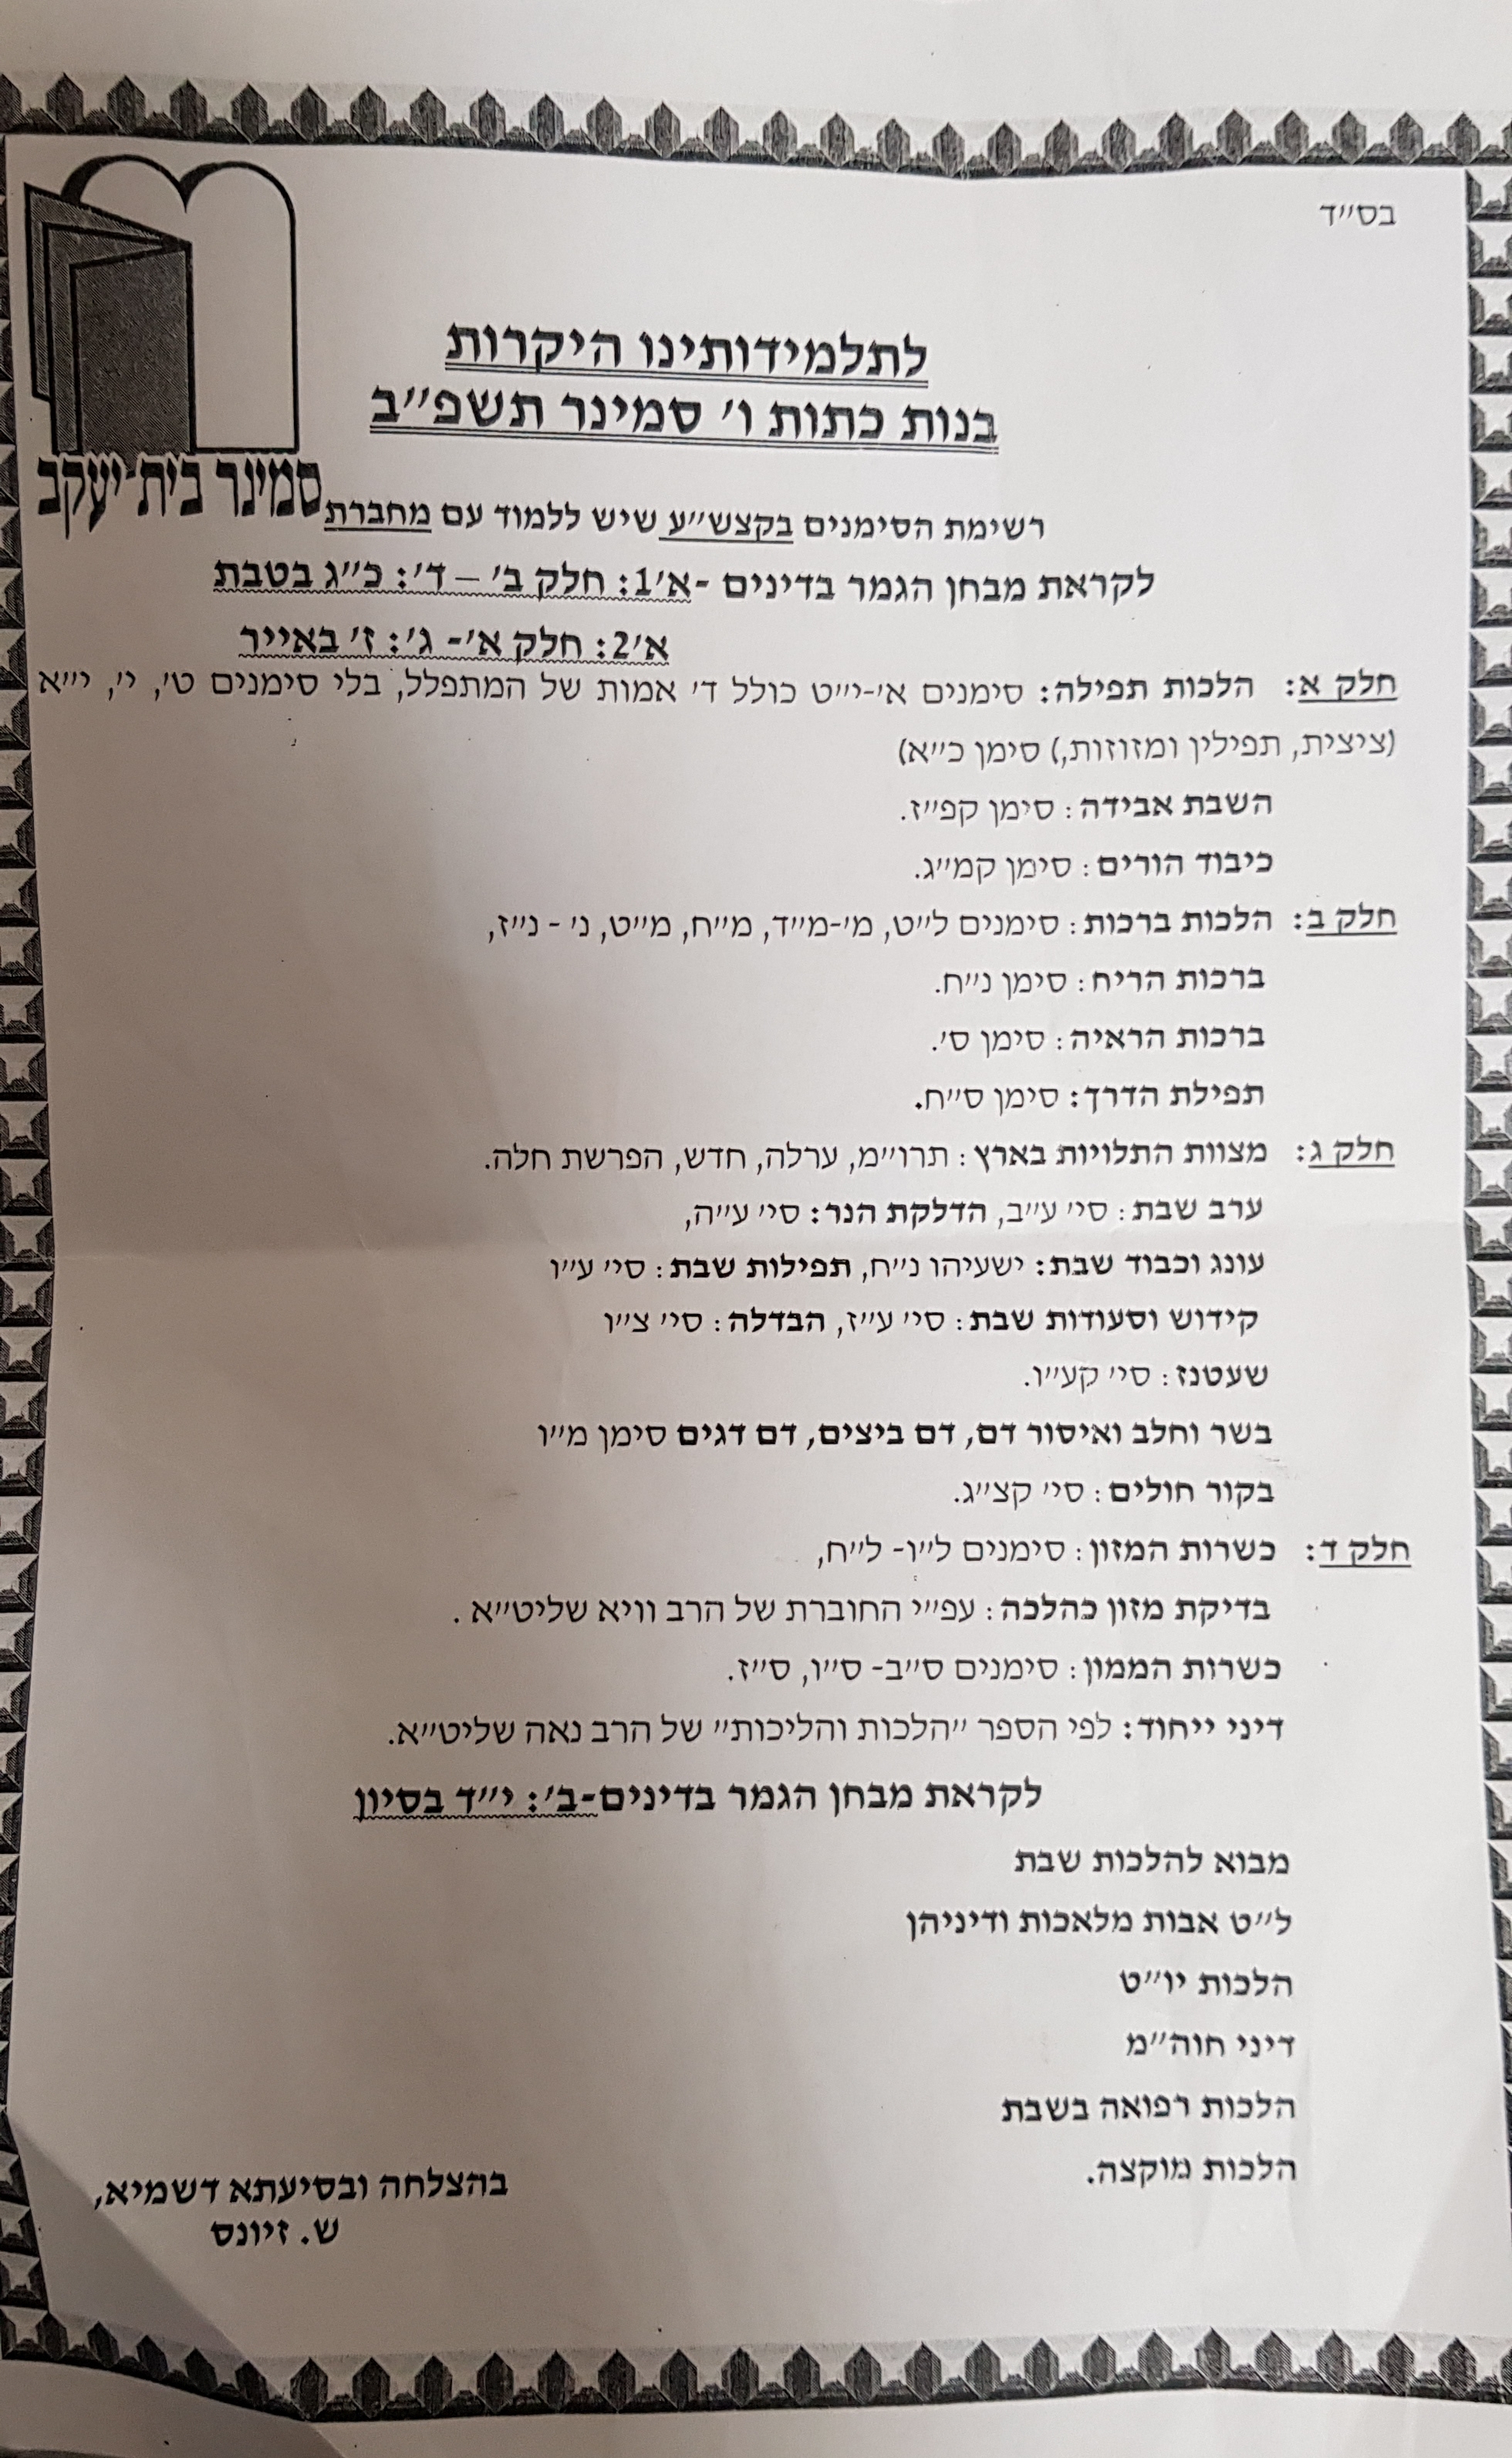 בס״ד
לתלמידותינו היקרות
בנות כתות ו׳ סמינר תשפ״ב
סמינר בית-יעקב
רשימת הסימנים בקצש״ע שיש ללמוד עם מחברת
לקראת מבחן הגמר בדינים -א׳1: חלק ב׳ – ד׳: כ״ג בטבת
א׳2: חלק א׳- ג׳: ז׳ באייר
חלק א: הלכות תפילה: סימנים א׳-י״ט כולל ד׳ אמות של המתפלל, בלי סימנים ט׳, י׳, י״א
(ציצית, תפילין ומזוזות,) סימן כ״א)
השבת אבידה: סימן קפ״ז.
כיבוד הורים: סימן קמ״ג.
חלק ב: הלכות ברכות: סימנים ל״ט, מ׳-מ״ד, מ״ח, מ״ט, נ׳ - נ״ז,
ברכות הריח: סימן נ״ח.
ברכות הראיה: סימן ס׳.
תפילת הדרך: סימן ס״ח.
חלק ג: מצוות התלויות בארץ: תרו״מ, ערלה, חדש, הפרשת חלה.
ערב שבת: סי׳ ע״ב, הדלקת הנר: סי׳ ע״ה,
עונג וכבוד שבת: ישעיהו נ״ח, תפילות שבת: סי׳ ע״ו
קידוש וסעודות שבת: סי׳ ע״ז, הבדלה: סי׳ צ״ו
שעטנז: סי׳ קע״ו.
בשר וחלב ואיסור דם, דם ביצים, דם דגים סימן מ״ו
בקור חולים: סי׳ קצ״ג.
חלק ד: כשרות המזון: סימנים ל״ו- ל״ח,
בדיקת מזון כהלכה: עפ״י החוברת של הרב וויא שליט״א.
כשרות הממון: סימנים ס״ב- ס״ו, ס״ז.
דיני ייחוד: לפי הספר ״הלכות והליכות״ של הרב נאה שליט״א.
לקראת מבחן הגמר בדינים-ב׳: י״ד בסיון
מבוא להלכות שבת
ל״ט אבות מלאכות ודיניהן
הלכות יו״ט
דיני חוה״מ
הלכות רפואה בשבת
הלכות מוקצה.
בהצלחה ובסיעתא דשמיא,
ש. זיונס